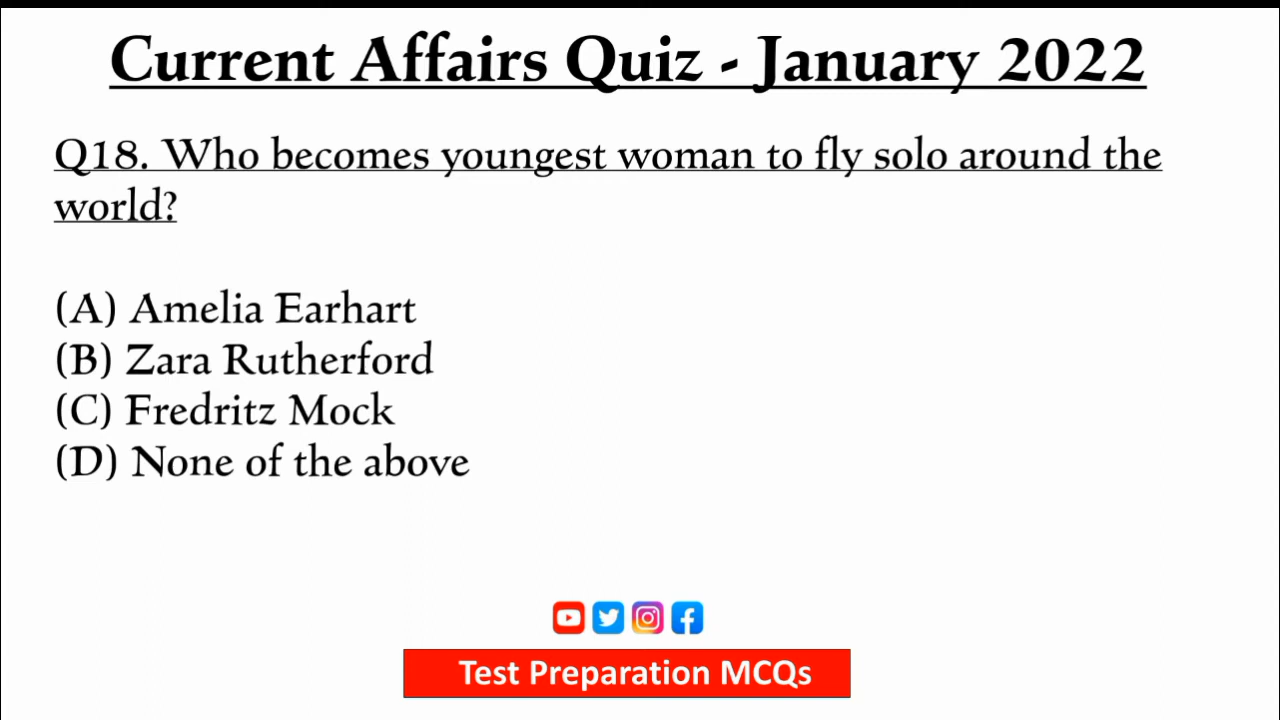 Current Affairs Quiz - January 2022
Q18. Who becomes youngest woman to fly solo around the
world?
(A) Amelia Earhart
(B) Zara Rutherford
(C) Fredritz Mock
(D) None of the above
Test Preparation MCQs